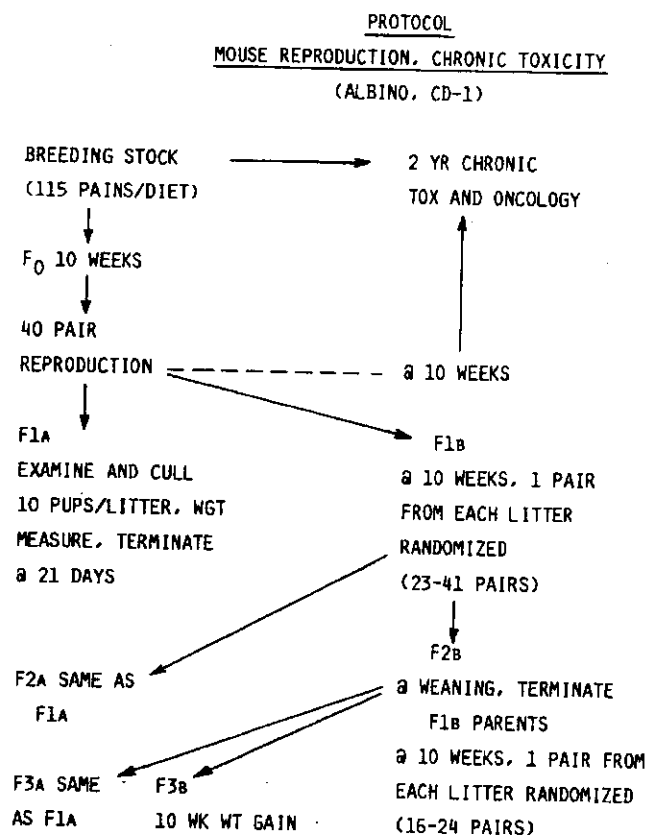 PROTOCOL
MOUSE REPRODUCTION, CHRONIC TOXICITY
(ALBINO, CD-1)
BREEDING STOCK
(115 PAINS/DIET)
2 YR CHRONIC
TOX AND ONCOLOGY
F0 10 WEEKS
40 PAIR
REPRODUCTION
a 10 WEEKS
F1A
EXAMINE AND CULL
10 PUPS/LITTER, WGT
MEASURE, TERMINATE
a 21 DAYS
F1B
a 10 WEEKS, 1 PAIR
FROM EACH LITTER
RANDOMIZED
(23-41 PAIRS)
F2A SAME AS
F1A
F2B
a WEANING, TERMINATE
F1B PARENTS
a 10 WEEKS, 1 PAIR FROM
EACH LITTER RANDOMIZED
(16-24 PAIRS)
F3A SAME
AS F1A
F3B
10 WK WT GAIN